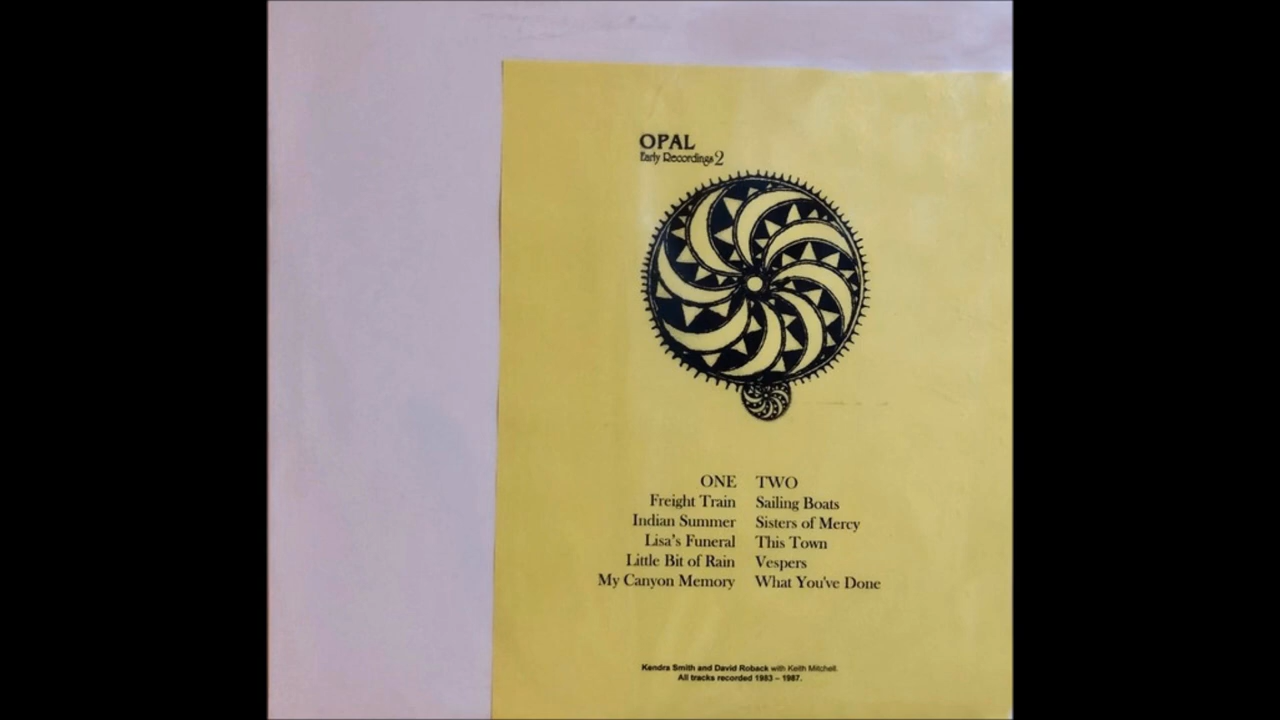 OPAL
Early Recordings 2
ONE
Freight Train
Indian Summer
Lisa's Funeral
Little Bit of Rain
My Canyon Memory
TWO
Sailing Boats
Sisters of Mercy
This Town
Vespers
What You've Done
Kendra Smith and David Roback with Keith Mitchell.
All tracks recorded 1983 – 1987.